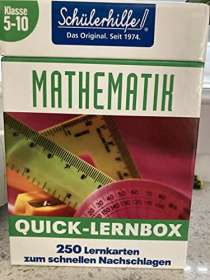 Klasse
5-10
Schülerhilfe!
Das Original. Seit 1974.
MATHEMATIK
QUICK-LERNBOX
250 Lernkarten
zum schnellen Nachschlagen